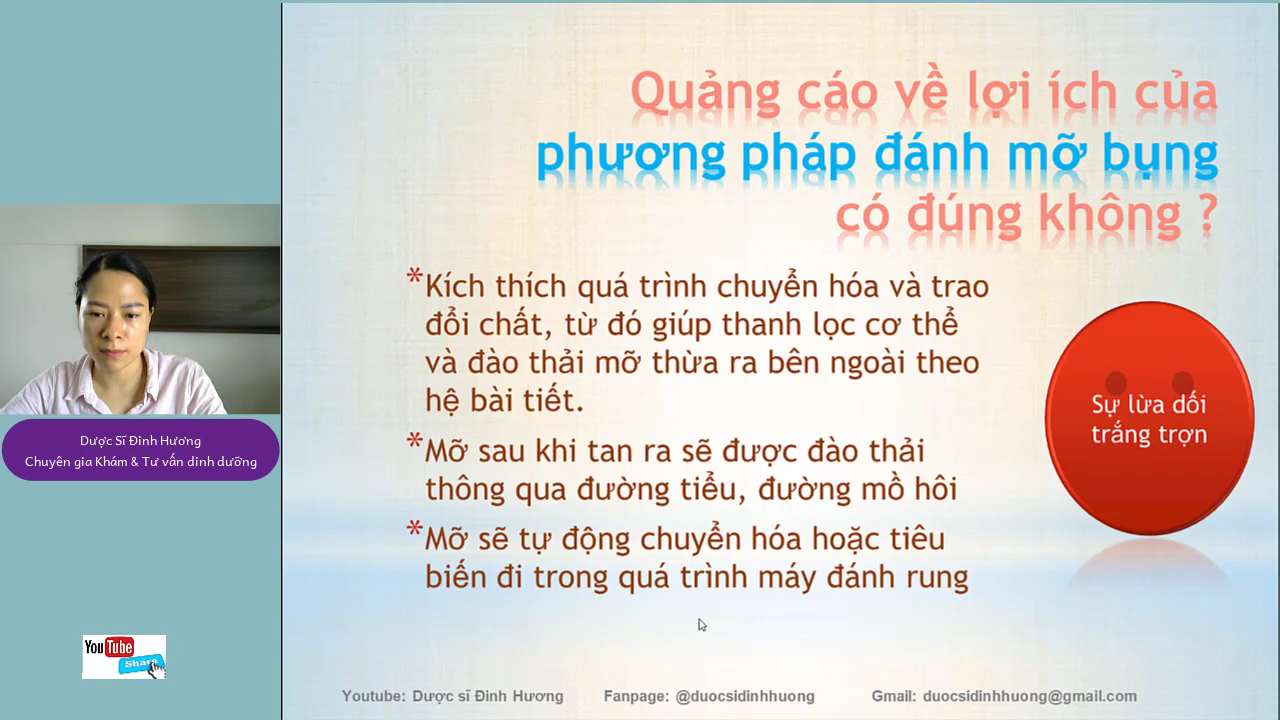 Quảng cáo về lợi ích của
phương pháp đánh mỡ bụng
có đúng không ?
*Kích thích quá trình chuyển hóa và trao
đổi chất, từ đó giúp thanh lọc cơ thể
và đào thải mỡ thừa ra bên ngoài theo
hệ bài tiết.
*Mỡ sau khi tan ra sẽ được đào thải
thông qua đường tiểu, đường mồ hôi
*Mỡ sẽ tự động chuyển hóa hoặc tiêu
biến đi trong quá trình máy đánh rung
Sự lừa dối
trắng trợn
Dược Sĩ Đinh Hương
Chuyên gia Khám & Tư vấn dinh dưỡng
YouTube
Share
Youtube: Dược sĩ Đinh Hương Fanpage: @duocsidinhhuong Gmail: duocsidinhhuong@gmail.com